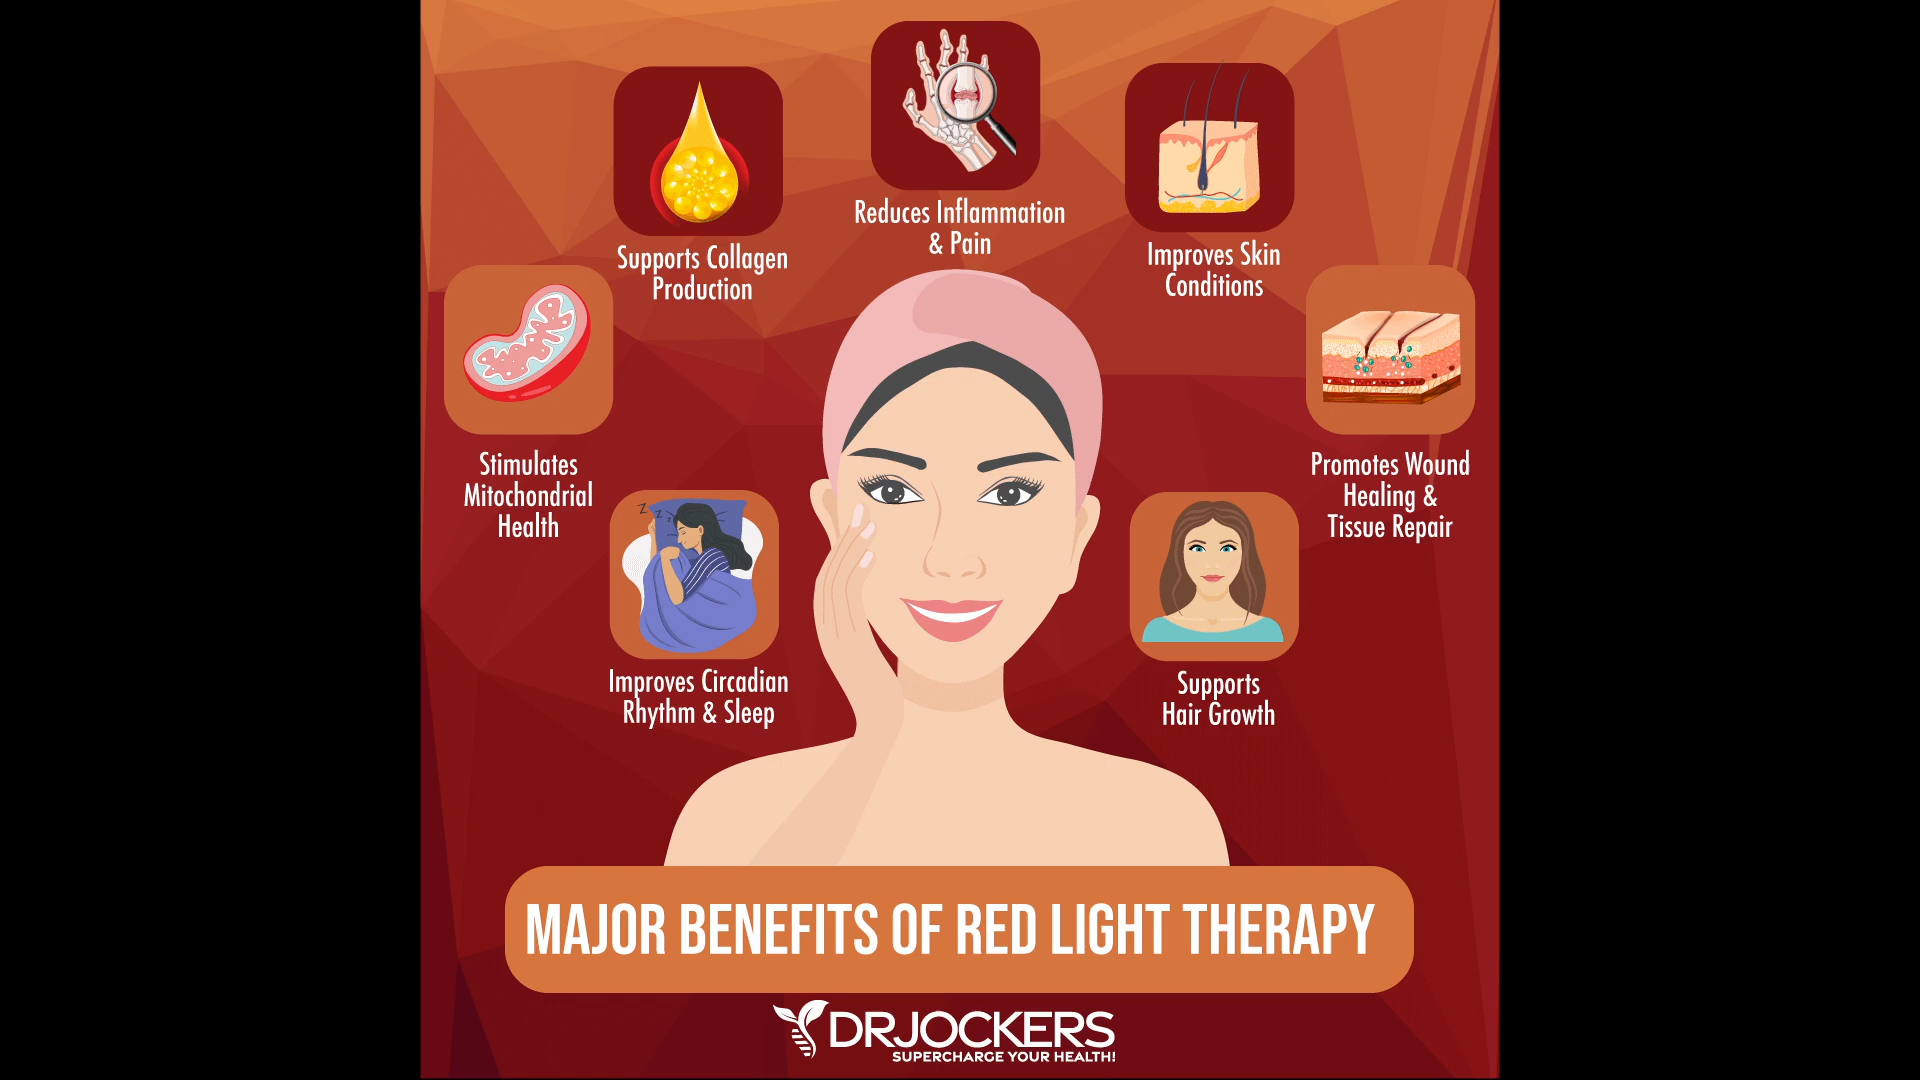 Reduces Inflammation
& Pain
Supports Collagen
Production
Improves Skin
Conditions
Stimulates
Mitochondrial
Health
Promotes Wound
Healing &
Tissue Repair
z z z
Improves Circadian
Rhythm & Sleep
Supports
Hair Growth
MAJOR BENEFITS OF RED LIGHT THERAPY
DRJOCKERS
SUPERCHARGE YOUR HEALTH!